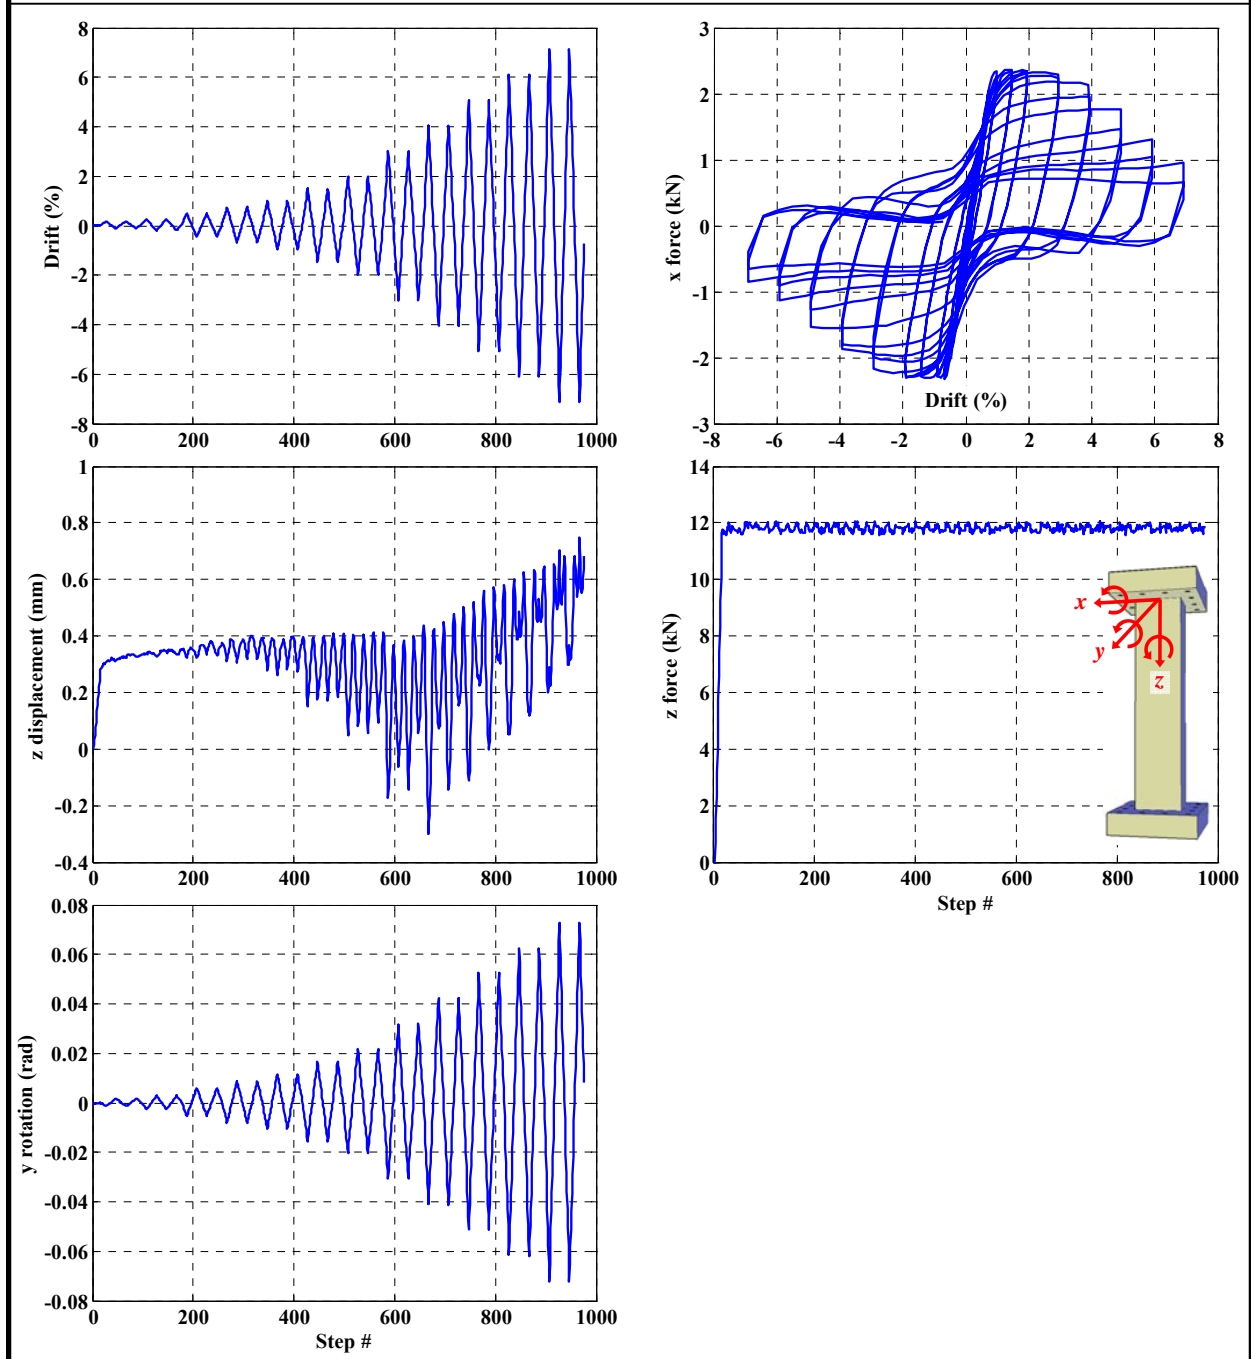 8
6
4
2
0
-2
-4
-6
-8
Drift (%)
0 200 400 600 800 1000
3
2
1
0
-1
-2
-3
x force (kN)
Drift (%)
-8 -6 -4 -2 0 2 4 6 8
1
0.8
0.6
0.4
0.2
0
-0.2
-0.4
z displacement (mm)
0 200 400 600 800 1000
14
12
10
8
6
4
2
0
z force (kN)
x
y
z
0 200 400 600 800 1000
Step #
0.08
0.06
0.04
0.02
0
-0.02
-0.04
-0.06
-0.08
y rotation (rad)
0 200 400 600 800 1000
Step #